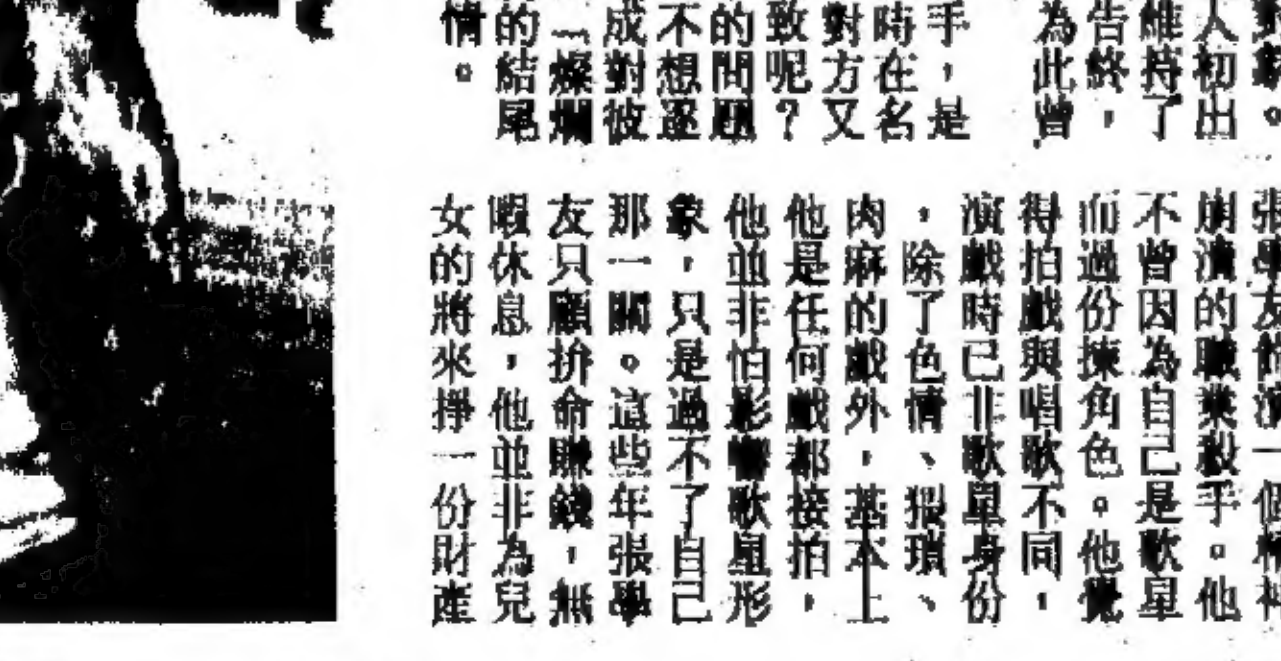 人初出
維持了
告終，
為此曾
手，是
時在名
對方又
致呢？
的問題
不想逐
成對彼
﹁燦爛
的結尾
情。
張學友飾演一個精神
崩潰的職業殺手。他
不曾因為自己是歌星
而過份揀角色。他覺
得拍戲與唱歌不同，
演戲時已非歌星身份
，除了色情、猥瑣、
肉麻的戲外，基本上
他是任何戲都接拍，
他並非怕影響歌星形
象，只是過不了自己
那一關。這些年張學
友只顧拚命賺錢，無
暇休息，他並非為兒
女的將來掙一份財產